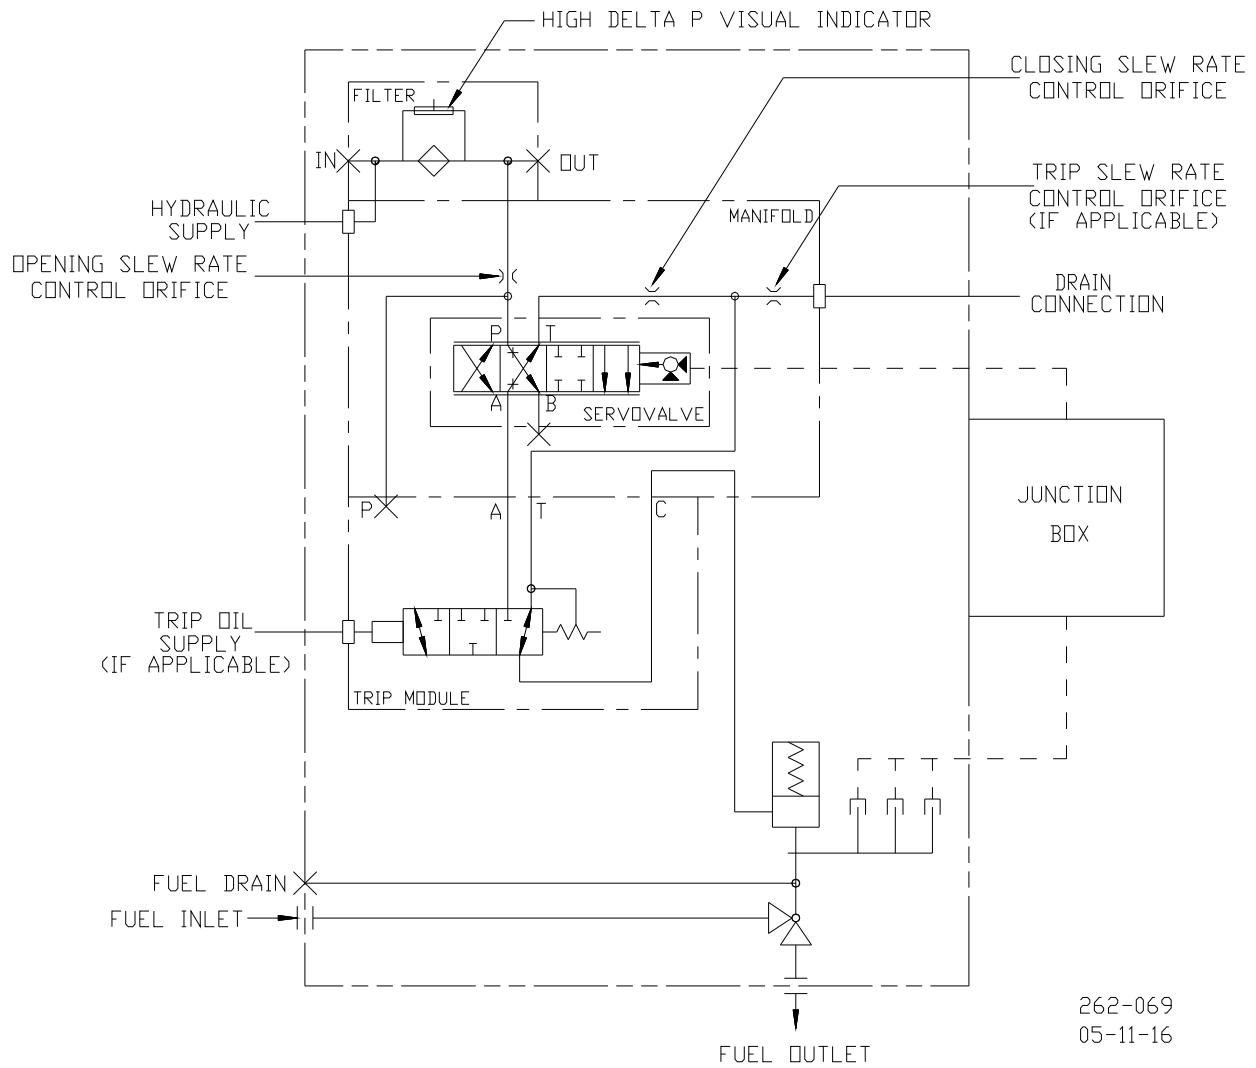 HIGH DELTA P VISUAL INDICATOR
CLOSING SLEW RATE
CONTROL ORIFICE
FILTER
IN
OUT
TRIP SLEW RATE
CONTROL ORIFICE
(IF APPLICABLE)
HYDRAULIC
SUPPLY
MANIFOLD
OPENING SLEW RATE
CONTROL ORIFICE
DRAIN
CONNECTION
P
T
A
B
SERVOVALVE
JUNCTION
BOX
P
A
T
C
TRIP OIL
SUPPLY
(IF APPLICABLE)
TRIP MODULE
FUEL DRAIN
FUEL INLET
FUEL OUTLET
262-069
05-11-16